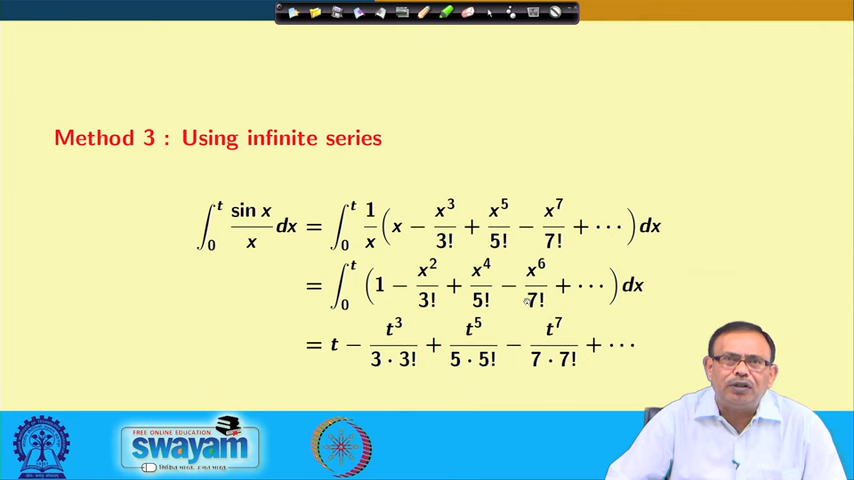 Method 3 : Using infinite series
∫₀ᵗ sin x / x dx = ∫₀ᵗ 1/x (x − x³/3! + x⁵/5! − x⁷/7! + ⋯) dx
= ∫₀ᵗ (1 − x²/3! + x⁴/5! − x⁶/7! + ⋯) dx
= t − t³/(3 · 3!) + t⁵/(5 · 5!) − t⁷/(7 · 7!) + ⋯
FREE ONLINE EDUCATION
swayam